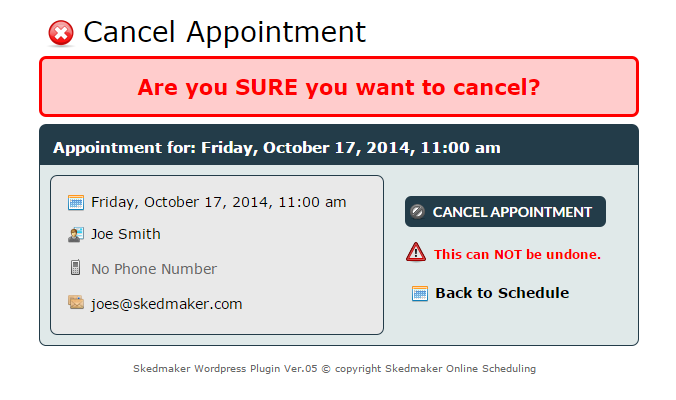 Cancel Appointment
Are you SURE you want to cancel?
Appointment for: Friday, October 17, 2014, 11:00 am
Friday, October 17, 2014, 11:00 am
Joe Smith
No Phone Number
joes@skedmaker.com
CANCEL APPOINTMENT
This can NOT be undone.
Back to Schedule
Skedmaker Wordpress Plugin Ver.05 © copyright Skedmaker Online Scheduling